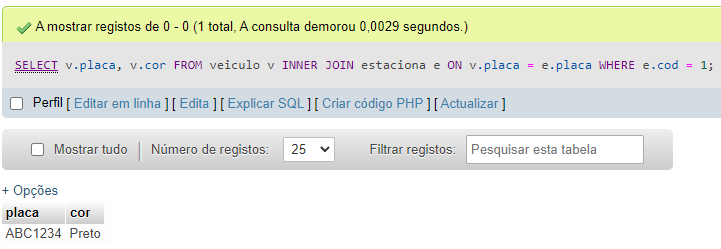 A mostrar registos de 0 - 0 (1 total, A consulta demorou 0,0029 segundos.)
SELECT v.placa, v.cor FROM veiculo v INNER JOIN estaciona e ON v.placa = e.placa WHERE e.cod = 1;
Perfil [ Editar em linha ] [ Edita ] [ Explicar SQL ] [ Criar código PHP ] [ Actualizar ]
Mostrar tudo | Número de registos: 25 Filtrar registos: Pesquisar esta tabela
+ Opções
placa cor
ABC1234 Preto